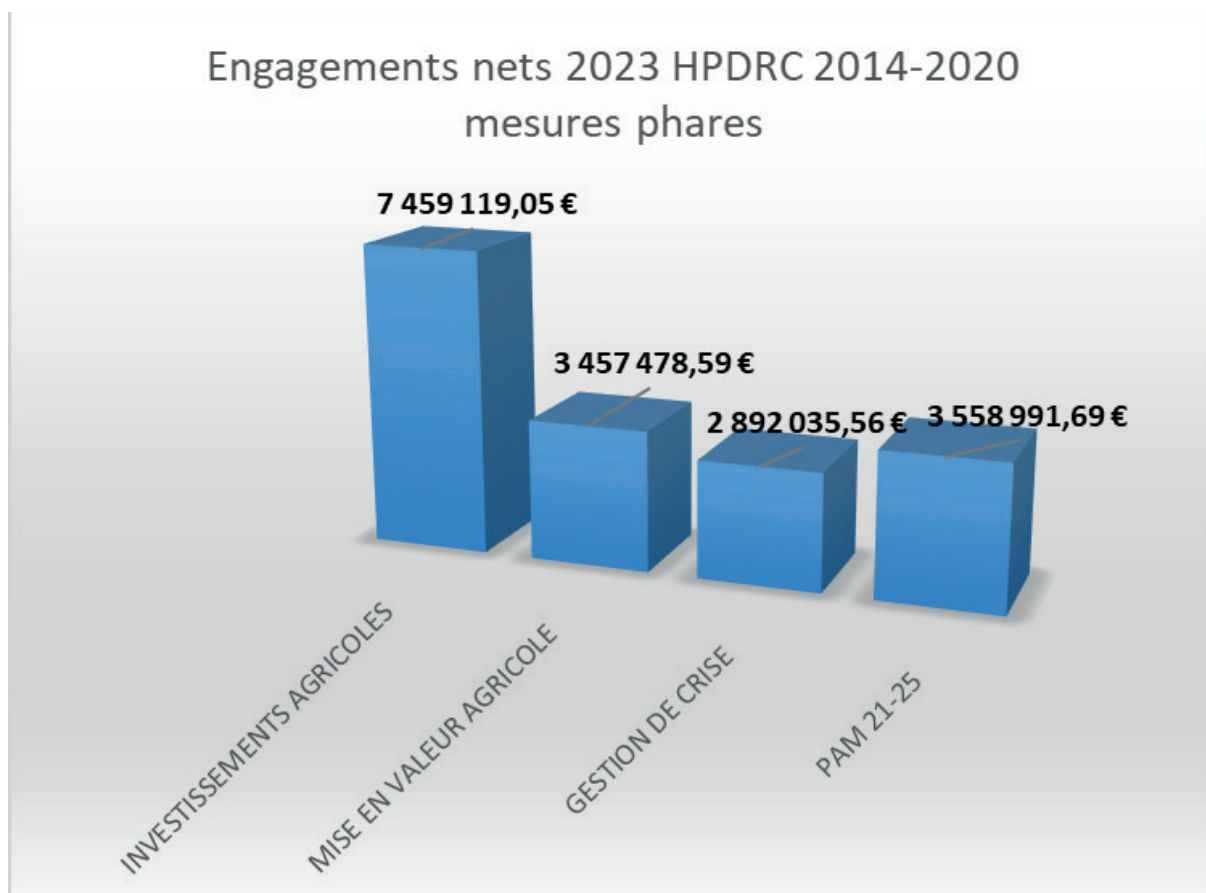 Engagements nets 2023 HPDRC 2014-2020
mesures phares
7 459 119,05 €
3 457 478,59 €
2 892 035,56 €
3 558 991,69 €
INVESTISSEMENTS AGRICOLES
MISE EN VALEUR AGRICOLE
GESTION DE CRISE
PAM 21-25